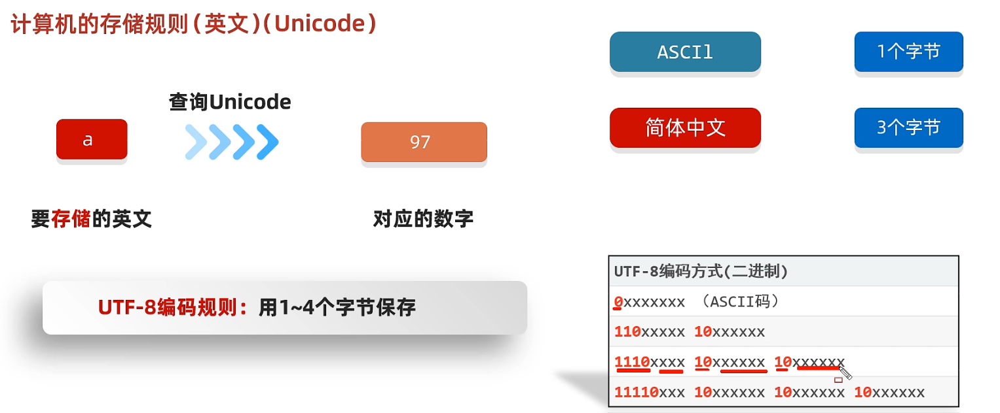 计算机的存储规则(英文)(Unicode)
ASCIl
1个字节
查询Unicode
简体中文
3个字节
a
97
要存储的英文
对应的数字
UTF-8编码规则：用1~4个字节保存
UTF-8编码方式(二进制)
0xxxxxxx （ASCII码）
110xxxxx 10xxxxxx
1110xxxx 10xxxxxx 10xxxxxx
11110xxx 10xxxxxx 10xxxxxx 10xxxxxx